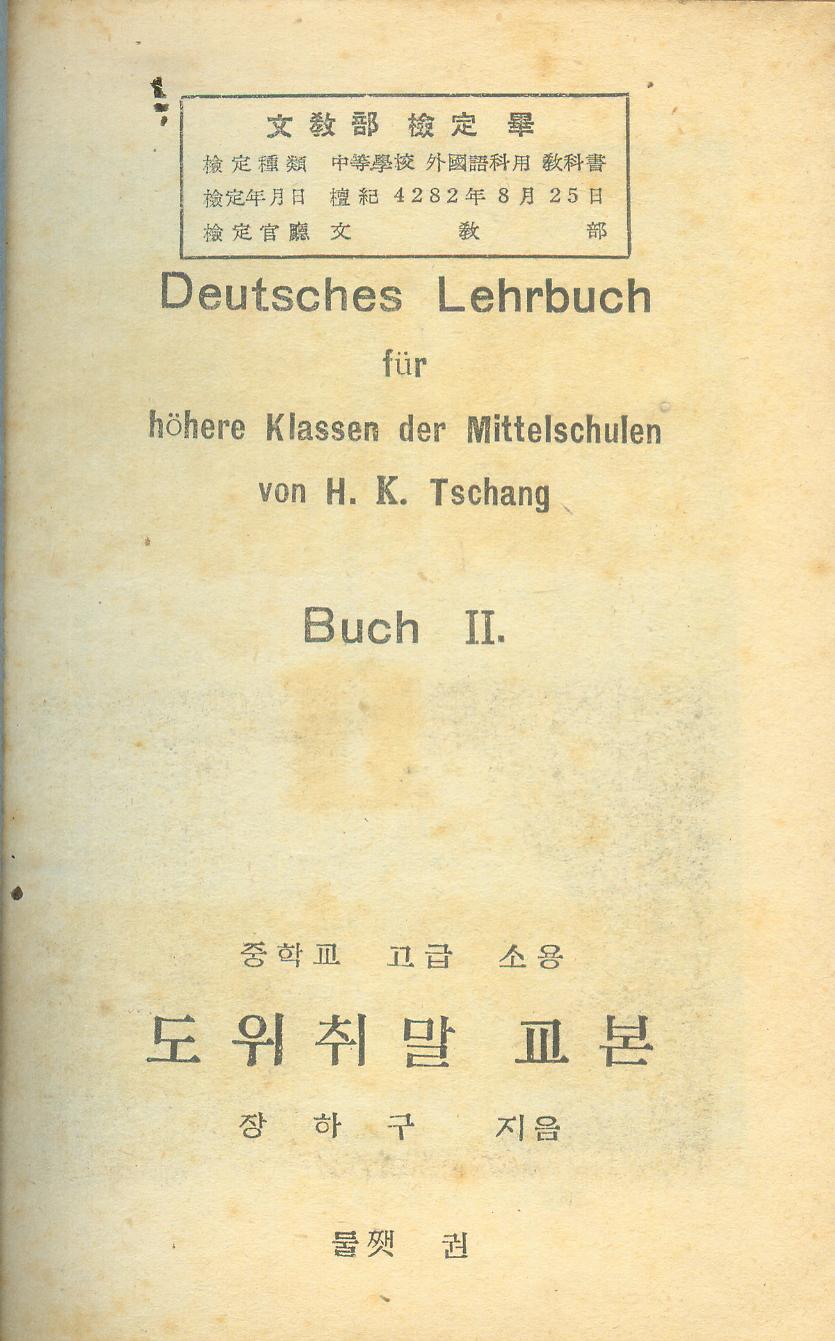 文敎部 檢定 畢
檢定種類 中等學校 外國語科用 敎科書
檢定年月日 檀紀 4282年 8月 25日
檢定官廳 文敎部
Deutsches Lehrbuch
für
höhere Klassen der Mittelschulen
von H. K. Tschang
Buch II.
중학교 고급 소용
도위취말 교본
장하구 지음
둘쨋 권